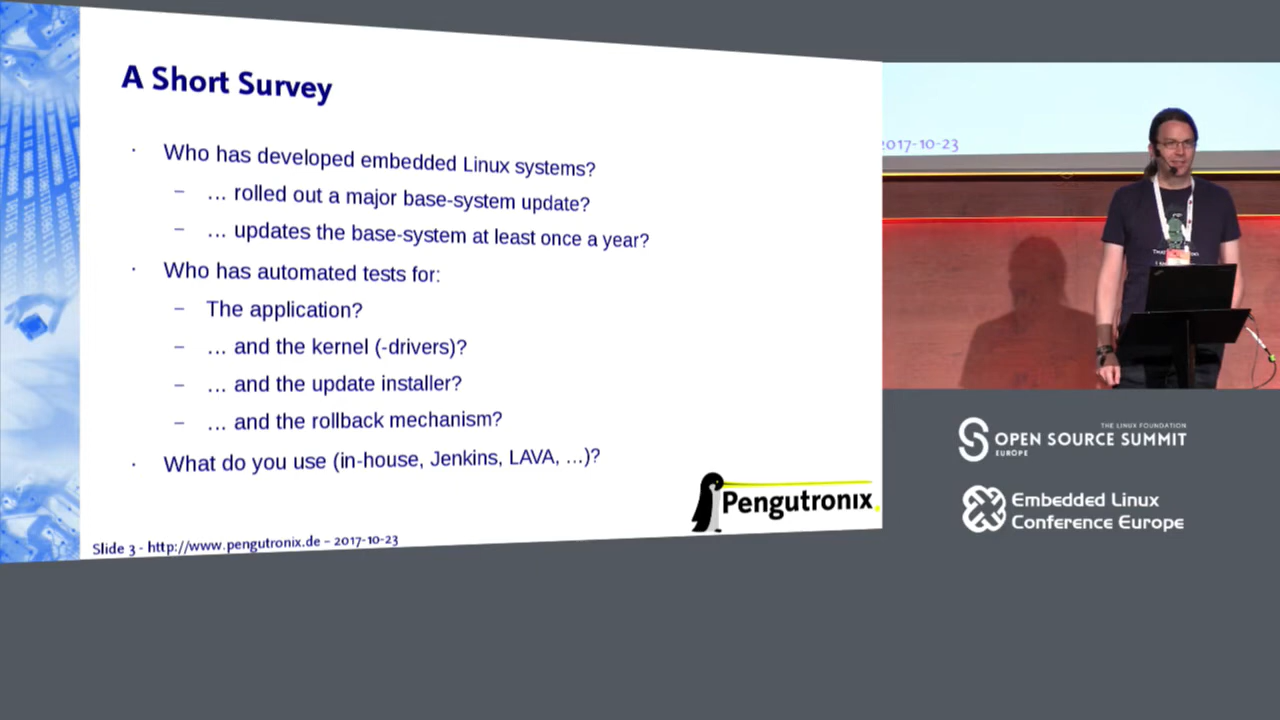 A Short Survey
· Who has developed embedded Linux systems?
– … rolled out a major base-system update?
– … updates the base-system at least once a year?
· Who has automated tests for:
– The application?
– … and the kernel (-drivers)?
– … and the update installer?
– … and the rollback mechanism?
· What do you use (in-house, Jenkins, LAVA, …)?
Pengutronix
Slide 3 - http://www.pengutronix.de – 2017-10-23
2017-10-23
THE LINUX FOUNDATION
OPEN SOURCE SUMMIT
EUROPE
Embedded Linux
Conference Europe